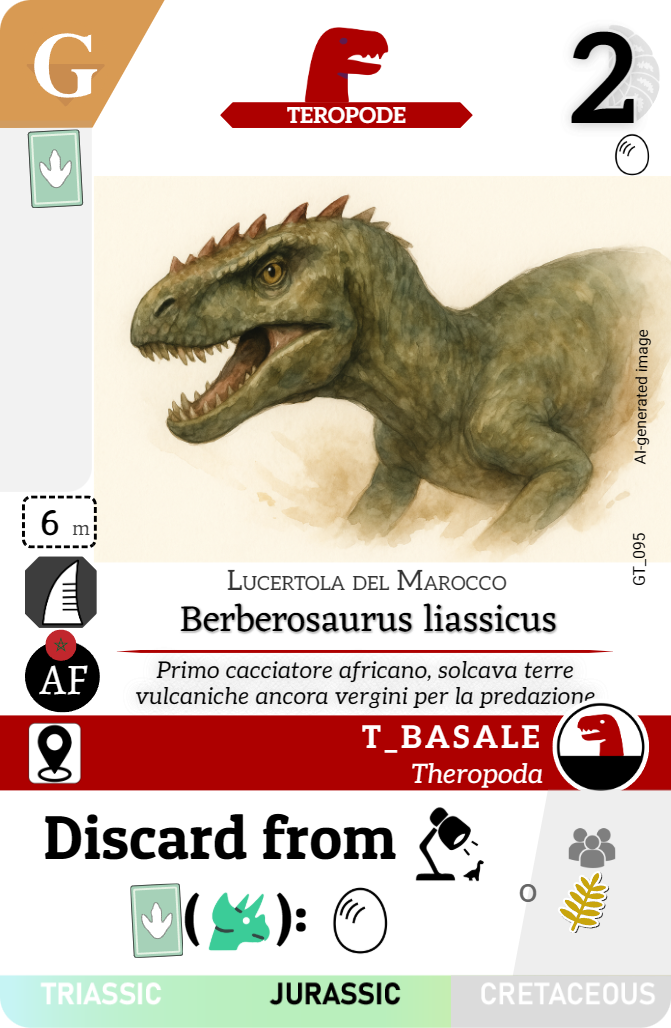 G
TEROPODE
2
AI-generated image
6 m
GT_095
Lucertola del Marocco
Berberosaurus liassicus
AF
Primo cacciatore africano, solcava terre
vulcaniche ancora vergini per la predazione
T_BASALE
Theropoda
Discard from
( ):
o
TRIASSIC JURASSIC CRETACEOUS